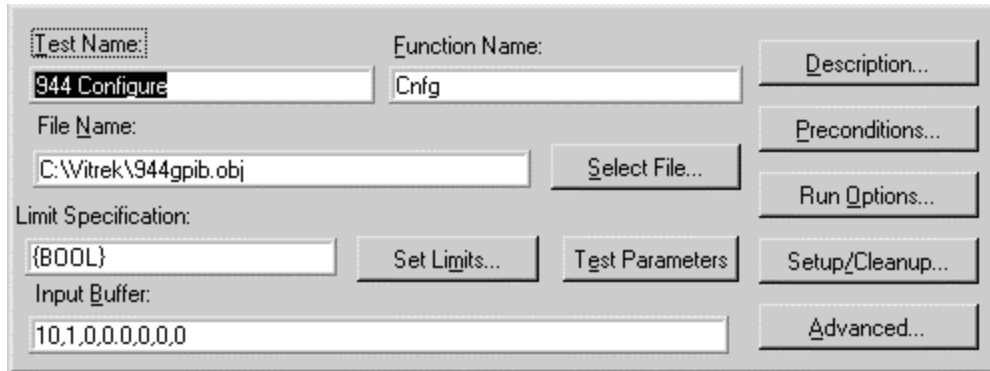 Test Name:
Function Name:
944 Configure
Cnfg
Description...
File Name:
Preconditions...
C:\Vitrek\944gpib.obj
Select File...
Run Options...
Limit Specification:
{BOOL}
Set Limits...
Test Parameters
Setup/Cleanup...
Input Buffer:
10,1,0,0.0,0,0,0
Advanced...